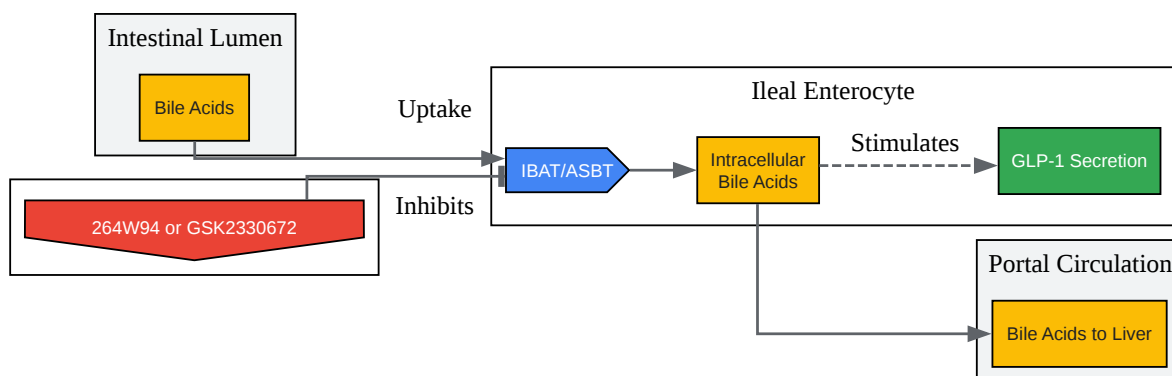 Intestinal Lumen
Bile Acids
Uptake
Inhibits
264W94 or GSK2330672
Ileal Enterocyte
IBAT/ASBT
Intracellular
Bile Acids
Stimulates
GLP-1 Secretion
Portal Circulation
Bile Acids to Liver